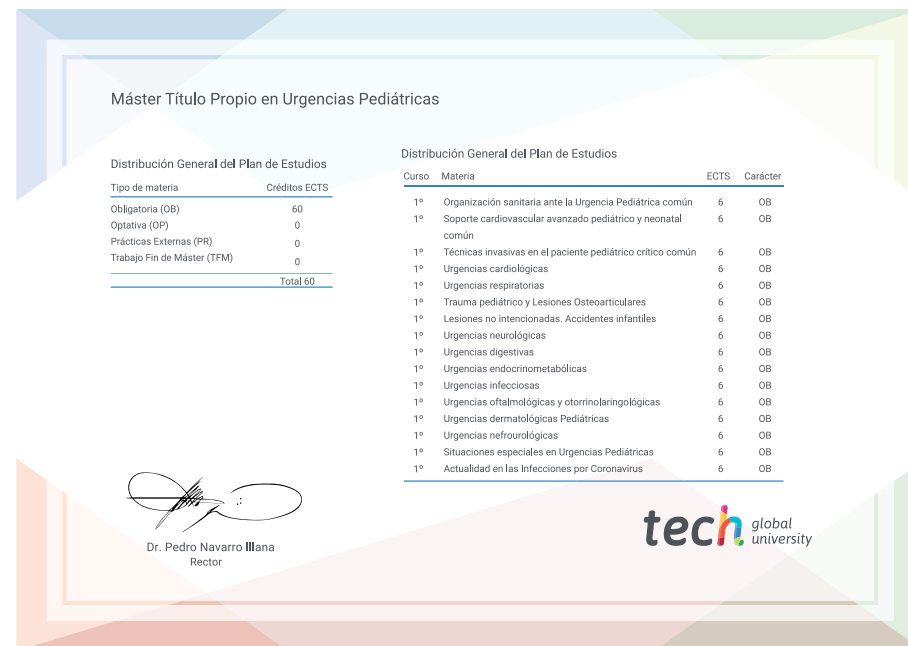 Máster Título Propio en Urgencias Pediátricas
Distribución General del Plan de Estudios
Tipo de materia Créditos ECTS
Obligatoria (OB) 60
Optativa (OP) 0
Prácticas Externas (PR) 0
Trabajo Fin de Máster (TFM) 0
Total 60
Distribución General del Plan de Estudios
Curso Materia ECTS Carácter
1º Organización sanitaria ante la Urgencia Pediátrica común 6 OB
1º Soporte cardiovascular avanzado pediátrico y neonatal 6 OB
común
1º Técnicas invasivas en el paciente pediátrico crítico común 6 OB
1º Urgencias cardiológicas 6 OB
1º Urgencias respiratorias 6 OB
1º Trauma pediátrico y Lesiones Osteoarticulares 6 OB
1º Lesiones no intencionadas. Accidentes infantiles 6 OB
1º Urgencias neurológicas 6 OB
1º Urgencias digestivas 6 OB
1º Urgencias endocrinometabólicas 6 OB
1º Urgencias infecciosas 6 OB
1º Urgencias oftalmológicas y otorrinolaringológicas 6 OB
1º Urgencias dermatológicas Pediátricas 6 OB
1º Urgencias nefrourológicas 6 OB
1º Situaciones especiales en Urgencias Pediátricas 6 OB
1º Actualidad en las Infecciones por Coronavirus 6 OB
Dr. Pedro Navarro Illana
Rector
tech global
university